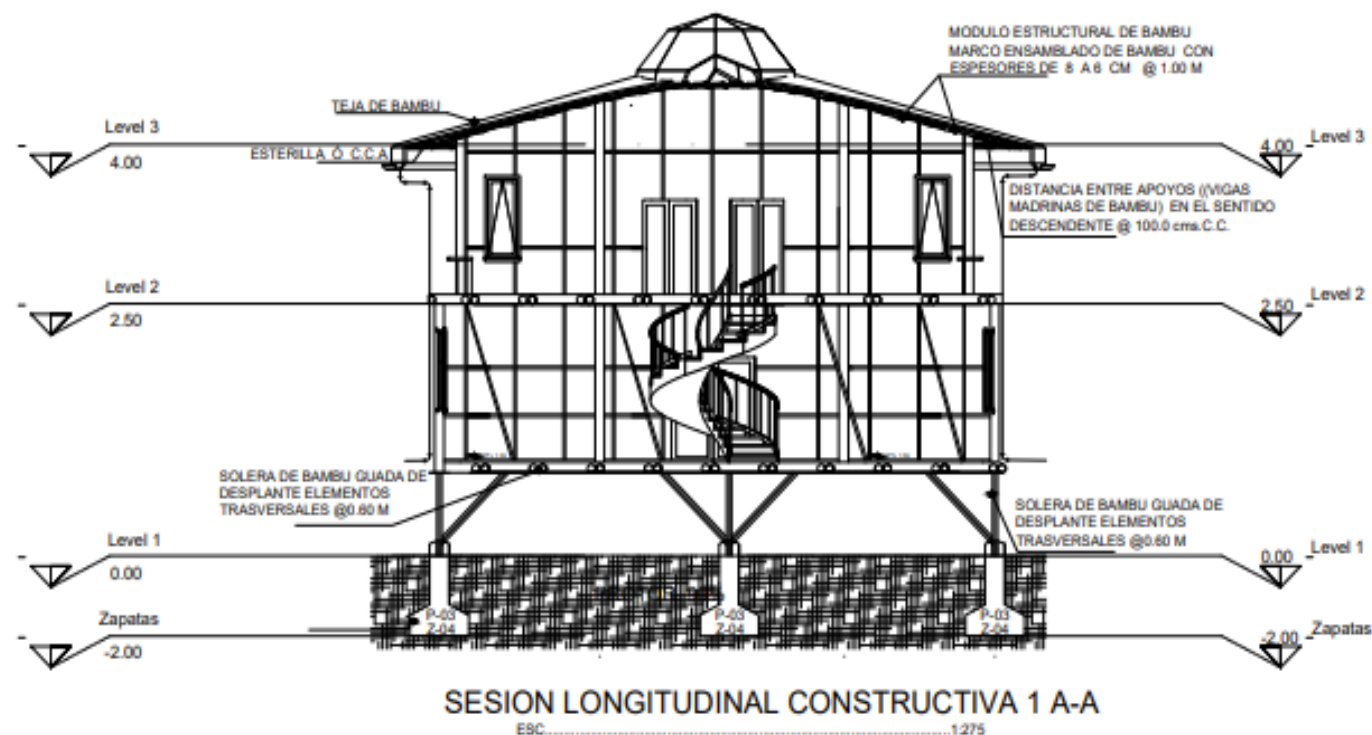 MODULO ESTRUCTURAL DE BAMBU
MARCO ENSAMBLADO DE BAMBU CON
ESPESORES DE 8 A 6 CM @ 1.00 M
TEJA DE BAMBU
Level 3
4.00
ESTERILLA Ó C.C.A
4.00 Level 3
DISTANCIA ENTRE APOYOS ((VIGAS
MADRINAS DE BAMBU) EN EL SENTIDO
DESCENDENTE @ 100.0 cms.C.C.
Level 2
2.50
2.50 Level 2
SOLERA DE BAMBU GUADA DE
DESPLANTE ELEMENTOS
TRASVERSALES @0.60 M
SOLERA DE BAMBU GUADA DE
DESPLANTE ELEMENTOS
TRASVERSALES @0.60 M
Level 1
0.00
0.00 Level 1
Zapatas
-2.00
P-03
Z-04
P-03
Z-04
P-03
Z-04
-2.00 Zapatas
SESION LONGITUDINAL CONSTRUCTIVA 1 A-A
ESC. 1:275